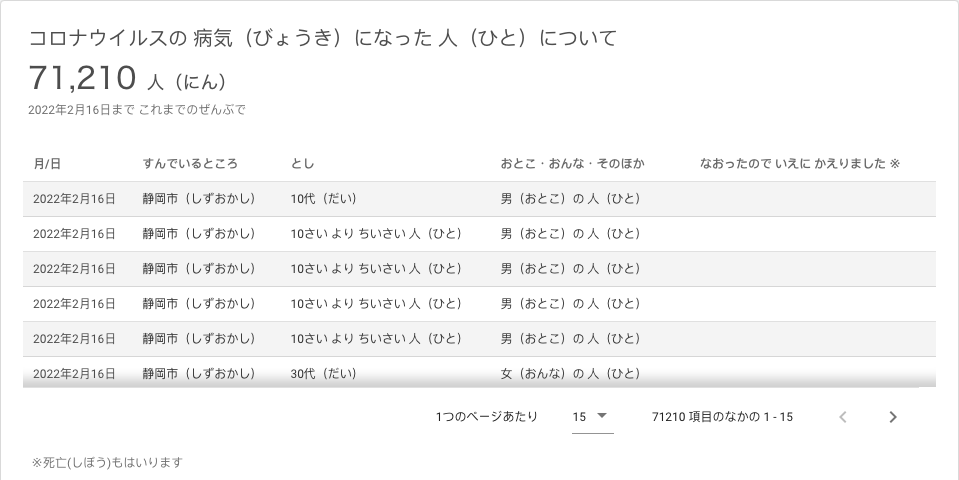 コロナウイルスの 病気（びょうき）になった 人（ひと）について
71,210 人（にん）
2022年2月16日まで これまでのぜんぶで
月/日 すんでいるところ とし おとこ・おんな・そのほか なおったので いえに かえりました ※
2022年2月16日 静岡市（しずおかし） 10代（だい） 男（おとこ）の 人（ひと）
2022年2月16日 静岡市（しずおかし） 10さい より ちいさい 人（ひと） 男（おとこ）の 人（ひと）
2022年2月16日 静岡市（しずおかし） 10さい より ちいさい 人（ひと） 男（おとこ）の 人（ひと）
2022年2月16日 静岡市（しずおかし） 10さい より ちいさい 人（ひと） 男（おとこ）の 人（ひと）
2022年2月16日 静岡市（しずおかし） 10さい より ちいさい 人（ひと） 男（おとこ）の 人（ひと）
2022年2月16日 静岡市（しずおかし） 30代（だい） 女（おんな）の 人（ひと）
1つのページあたり 15 71210 項目のなかの 1 - 15
※死亡(しぼう)もはいります